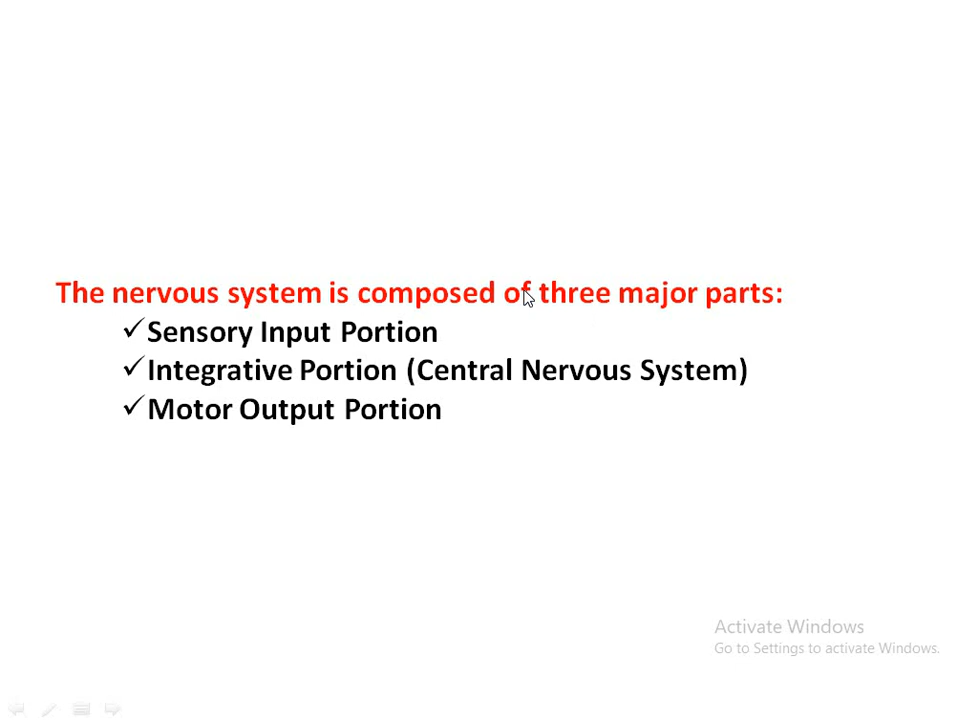 The nervous system is composed of three major parts:
✓Sensory Input Portion
✓Integrative Portion (Central Nervous System)
✓Motor Output Portion
Activate Windows
Go to Settings to activate Windows.